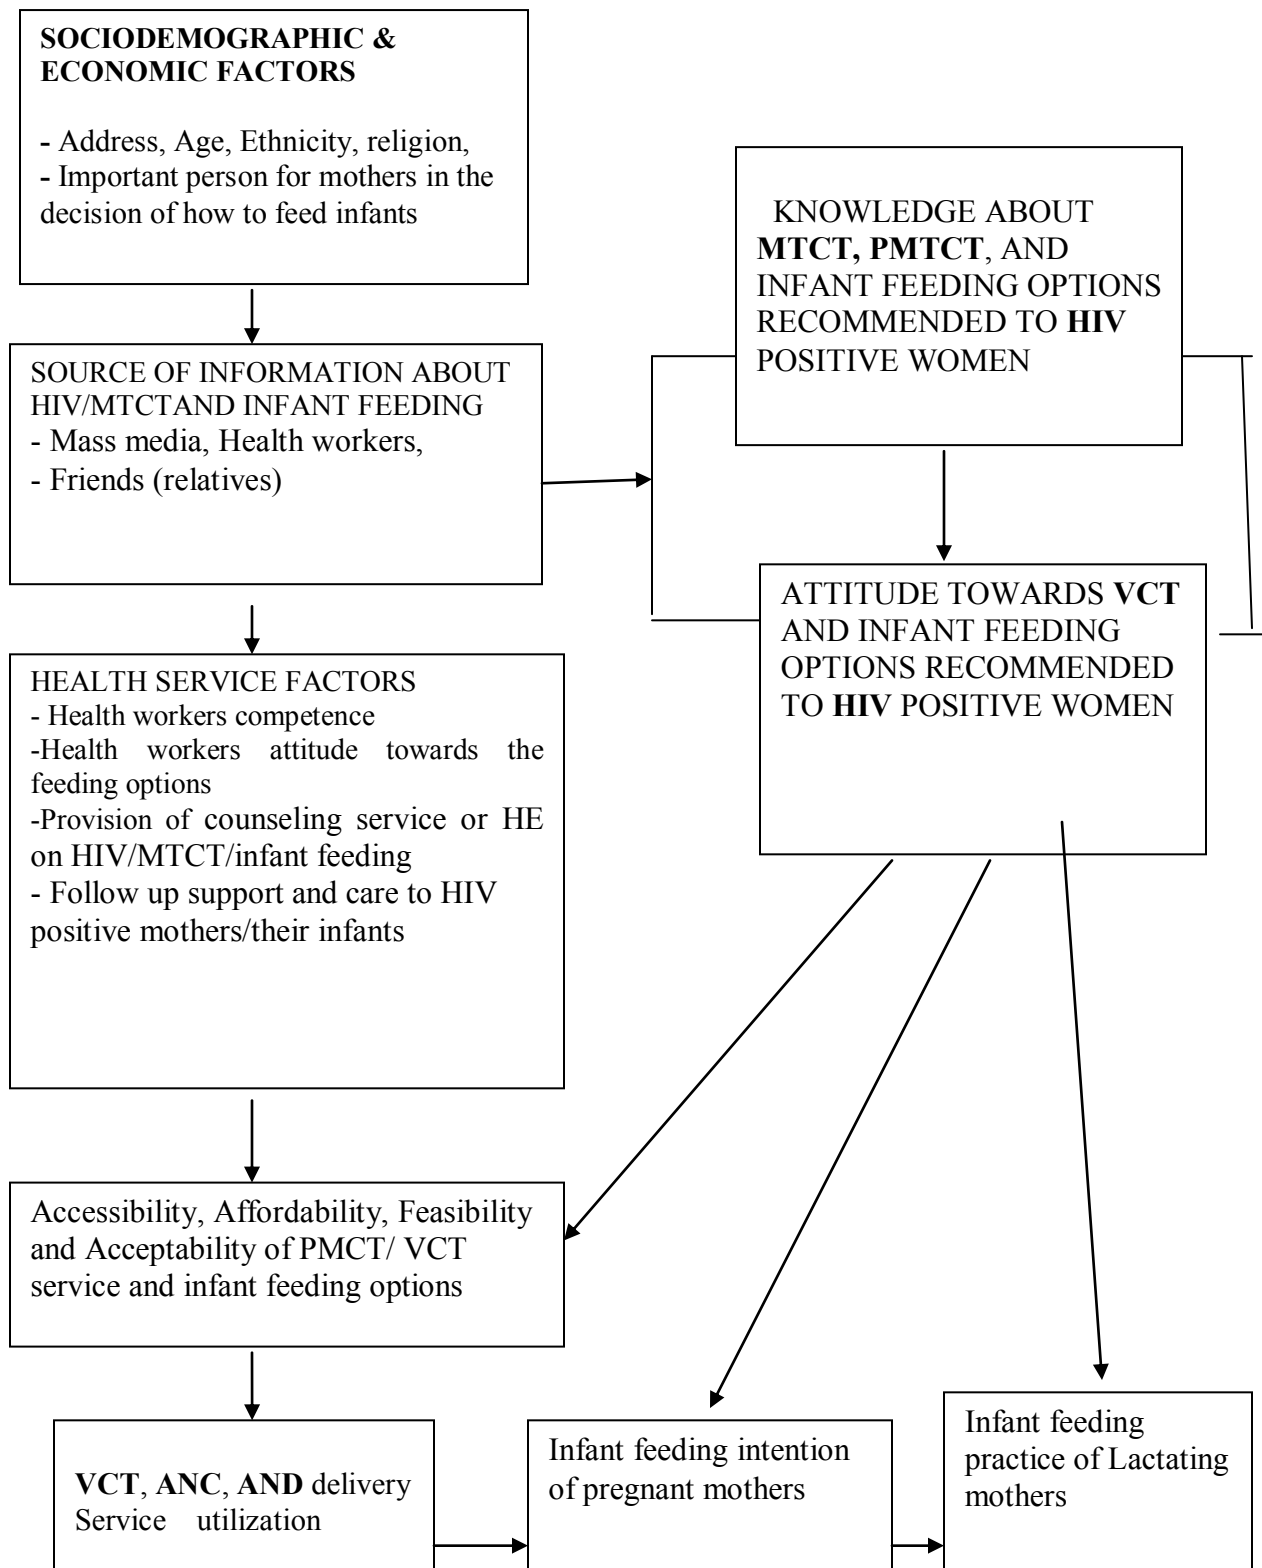 SOCIODEMOGRAPHIC &
ECONOMIC FACTORS
- Address, Age, Ethnicity, religion,
- Important person for mothers in the
decision of how to feed infants
SOURCE OF INFORMATION ABOUT
HIV/MTCTAND INFANT FEEDING
- Mass media, Health workers,
- Friends (relatives)
KNOWLEDGE ABOUT
MTCT, PMTCT, AND
INFANT FEEDING OPTIONS
RECOMMENDED TO HIV
POSITIVE WOMEN
ATTITUDE TOWARDS VCT
AND INFANT FEEDING
OPTIONS RECOMMENDED
TO HIV POSITIVE WOMEN
HEALTH SERVICE FACTORS
- Health workers competence
-Health workers attitude towards the
feeding options
-Provision of counseling service or HE
on HIV/MTCT/infant feeding
- Follow up support and care to HIV
positive mothers/their infants
Accessibility, Affordability, Feasibility
and Acceptability of PMCT/ VCT
service and infant feeding options
VCT, ANC, AND delivery
Service utilization
Infant feeding intention
of pregnant mothers
Infant feeding
practice of Lactating
mothers